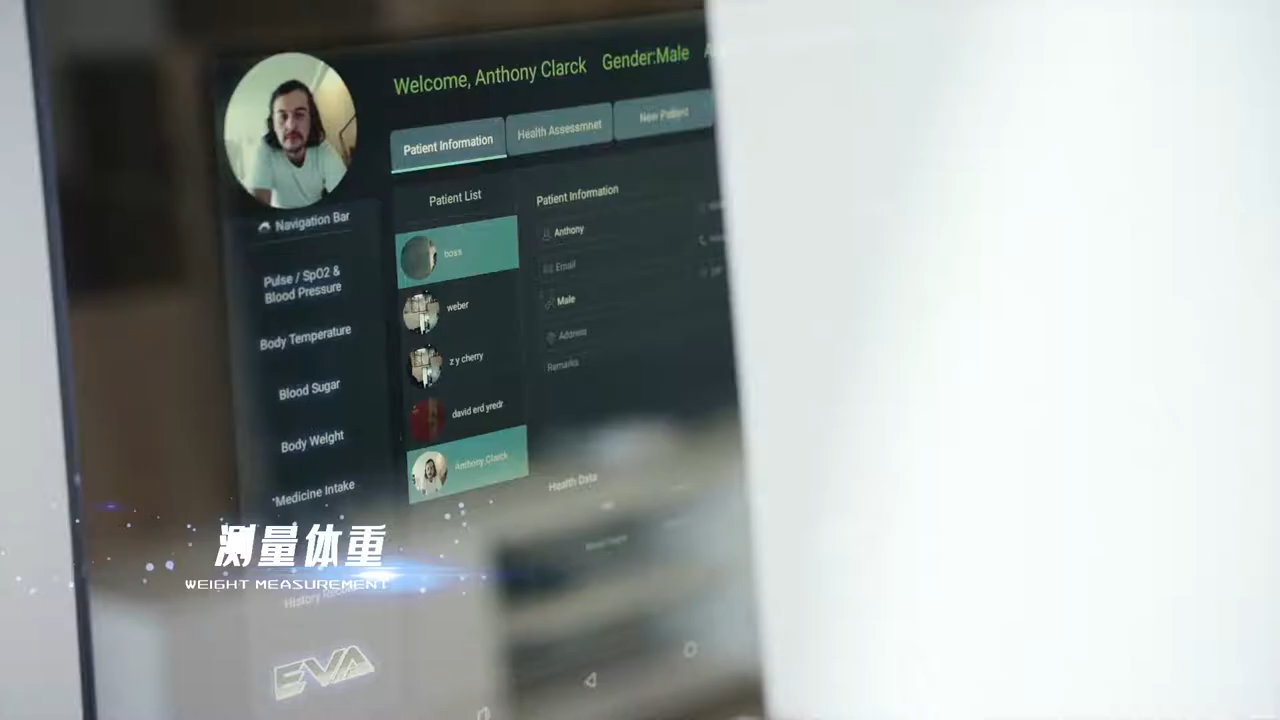 Welcome, Anthony Clarck Gender:Male
Patient Information
Health Assessmnet
New Patient
Navigation Bar
Pulse / SpO2 &
Blood Pressure
Body Temperature
Blood Sugar
Body Weight
*Medicine Intake
Patient List
boss
weber
z y cherry
david erd yredr
Anthony Clarck
Patient Information
Anthony
Email
Male
Address
Remarks
Health Data
测量体重
WEIGHT MEASUREMENT
EVA